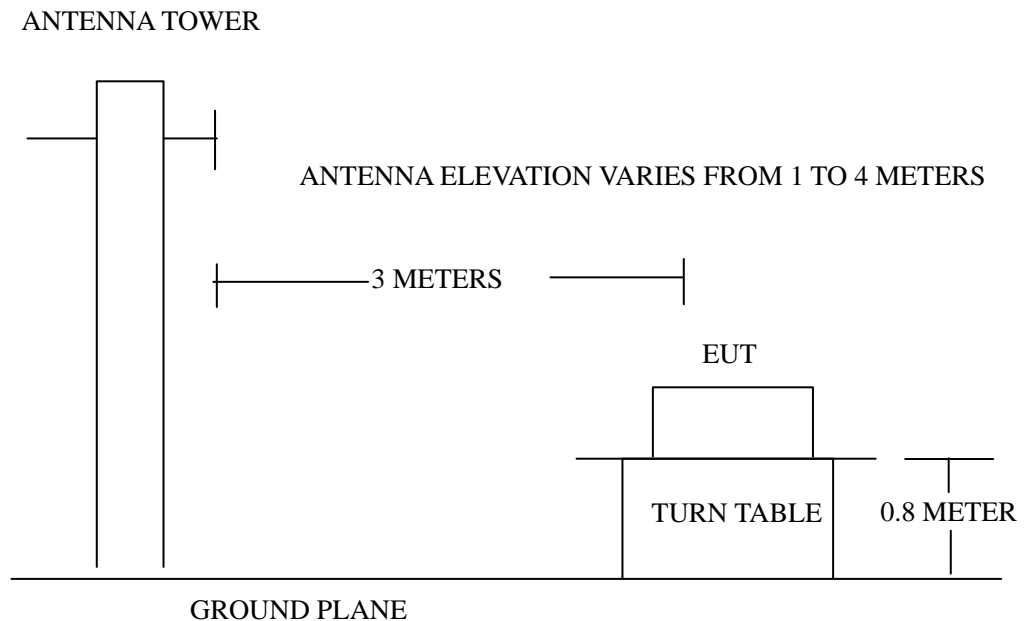 ANTENNA TOWER
ANTENNA ELEVATION VARIES FROM 1 TO 4 METERS
3 METERS
EUT
TURN TABLE
0.8 METER
GROUND PLANE